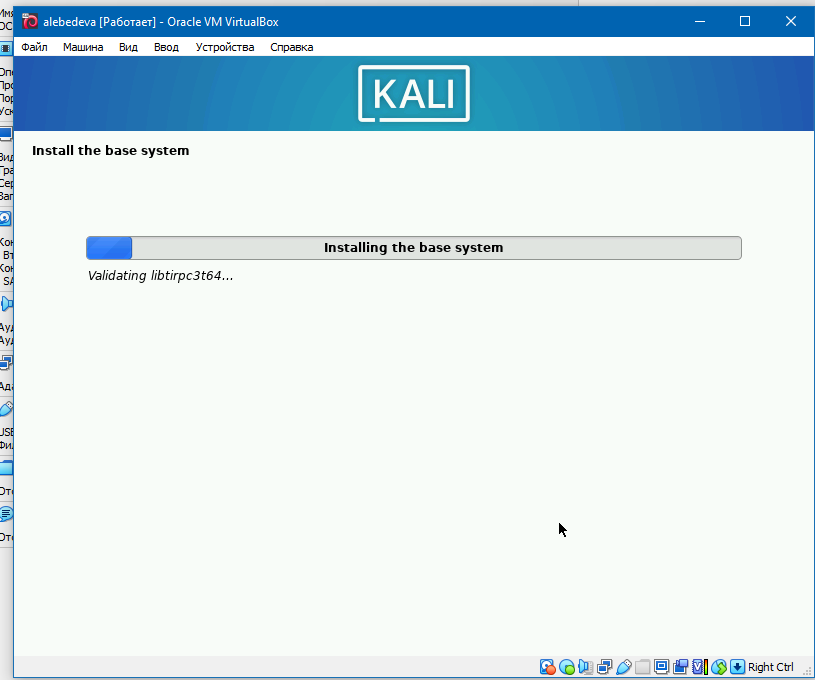 alebedeva [Работает] - Oracle VM VirtualBox
Файл Машина Вид Ввод Устройства Справка
KALI
Install the base system
Installing the base system
Validating libtirpc3t64...
Right Ctrl